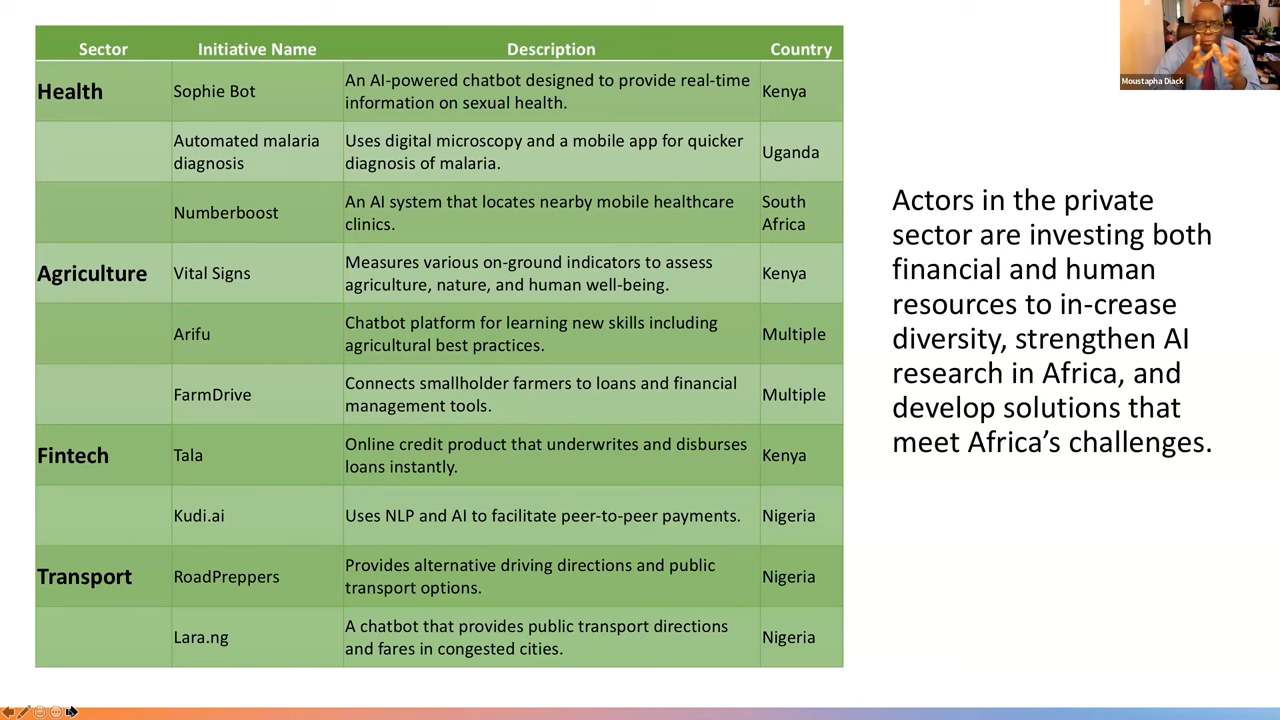 Sector Initiative Name Description Country
Health Sophie Bot An AI-powered chatbot designed to provide real-time
information on sexual health. Kenya
Automated malaria
diagnosis Uses digital microscopy and a mobile app for quicker
diagnosis of malaria. Uganda
Numberboost An AI system that locates nearby mobile healthcare
clinics. South
Africa
Agriculture Vital Signs Measures various on-ground indicators to assess
agriculture, nature, and human well-being. Kenya
Arifu Chatbot platform for learning new skills including
agricultural best practices. Multiple
FarmDrive Connects smallholder farmers to loans and financial
management tools. Multiple
Fintech Tala Online credit product that underwrites and disburses
loans instantly. Kenya
Kudi.ai Uses NLP and AI to facilitate peer-to-peer payments. Nigeria
Transport RoadPreppers Provides alternative driving directions and public
transport options. Nigeria
Lara.ng A chatbot that provides public transport directions
and fares in congested cities. Nigeria
Actors in the private
sector are investing both
financial and human
resources to in-crease
diversity, strengthen AI
research in Africa, and
develop solutions that
meet Africa’s challenges.
Moustapha Diack